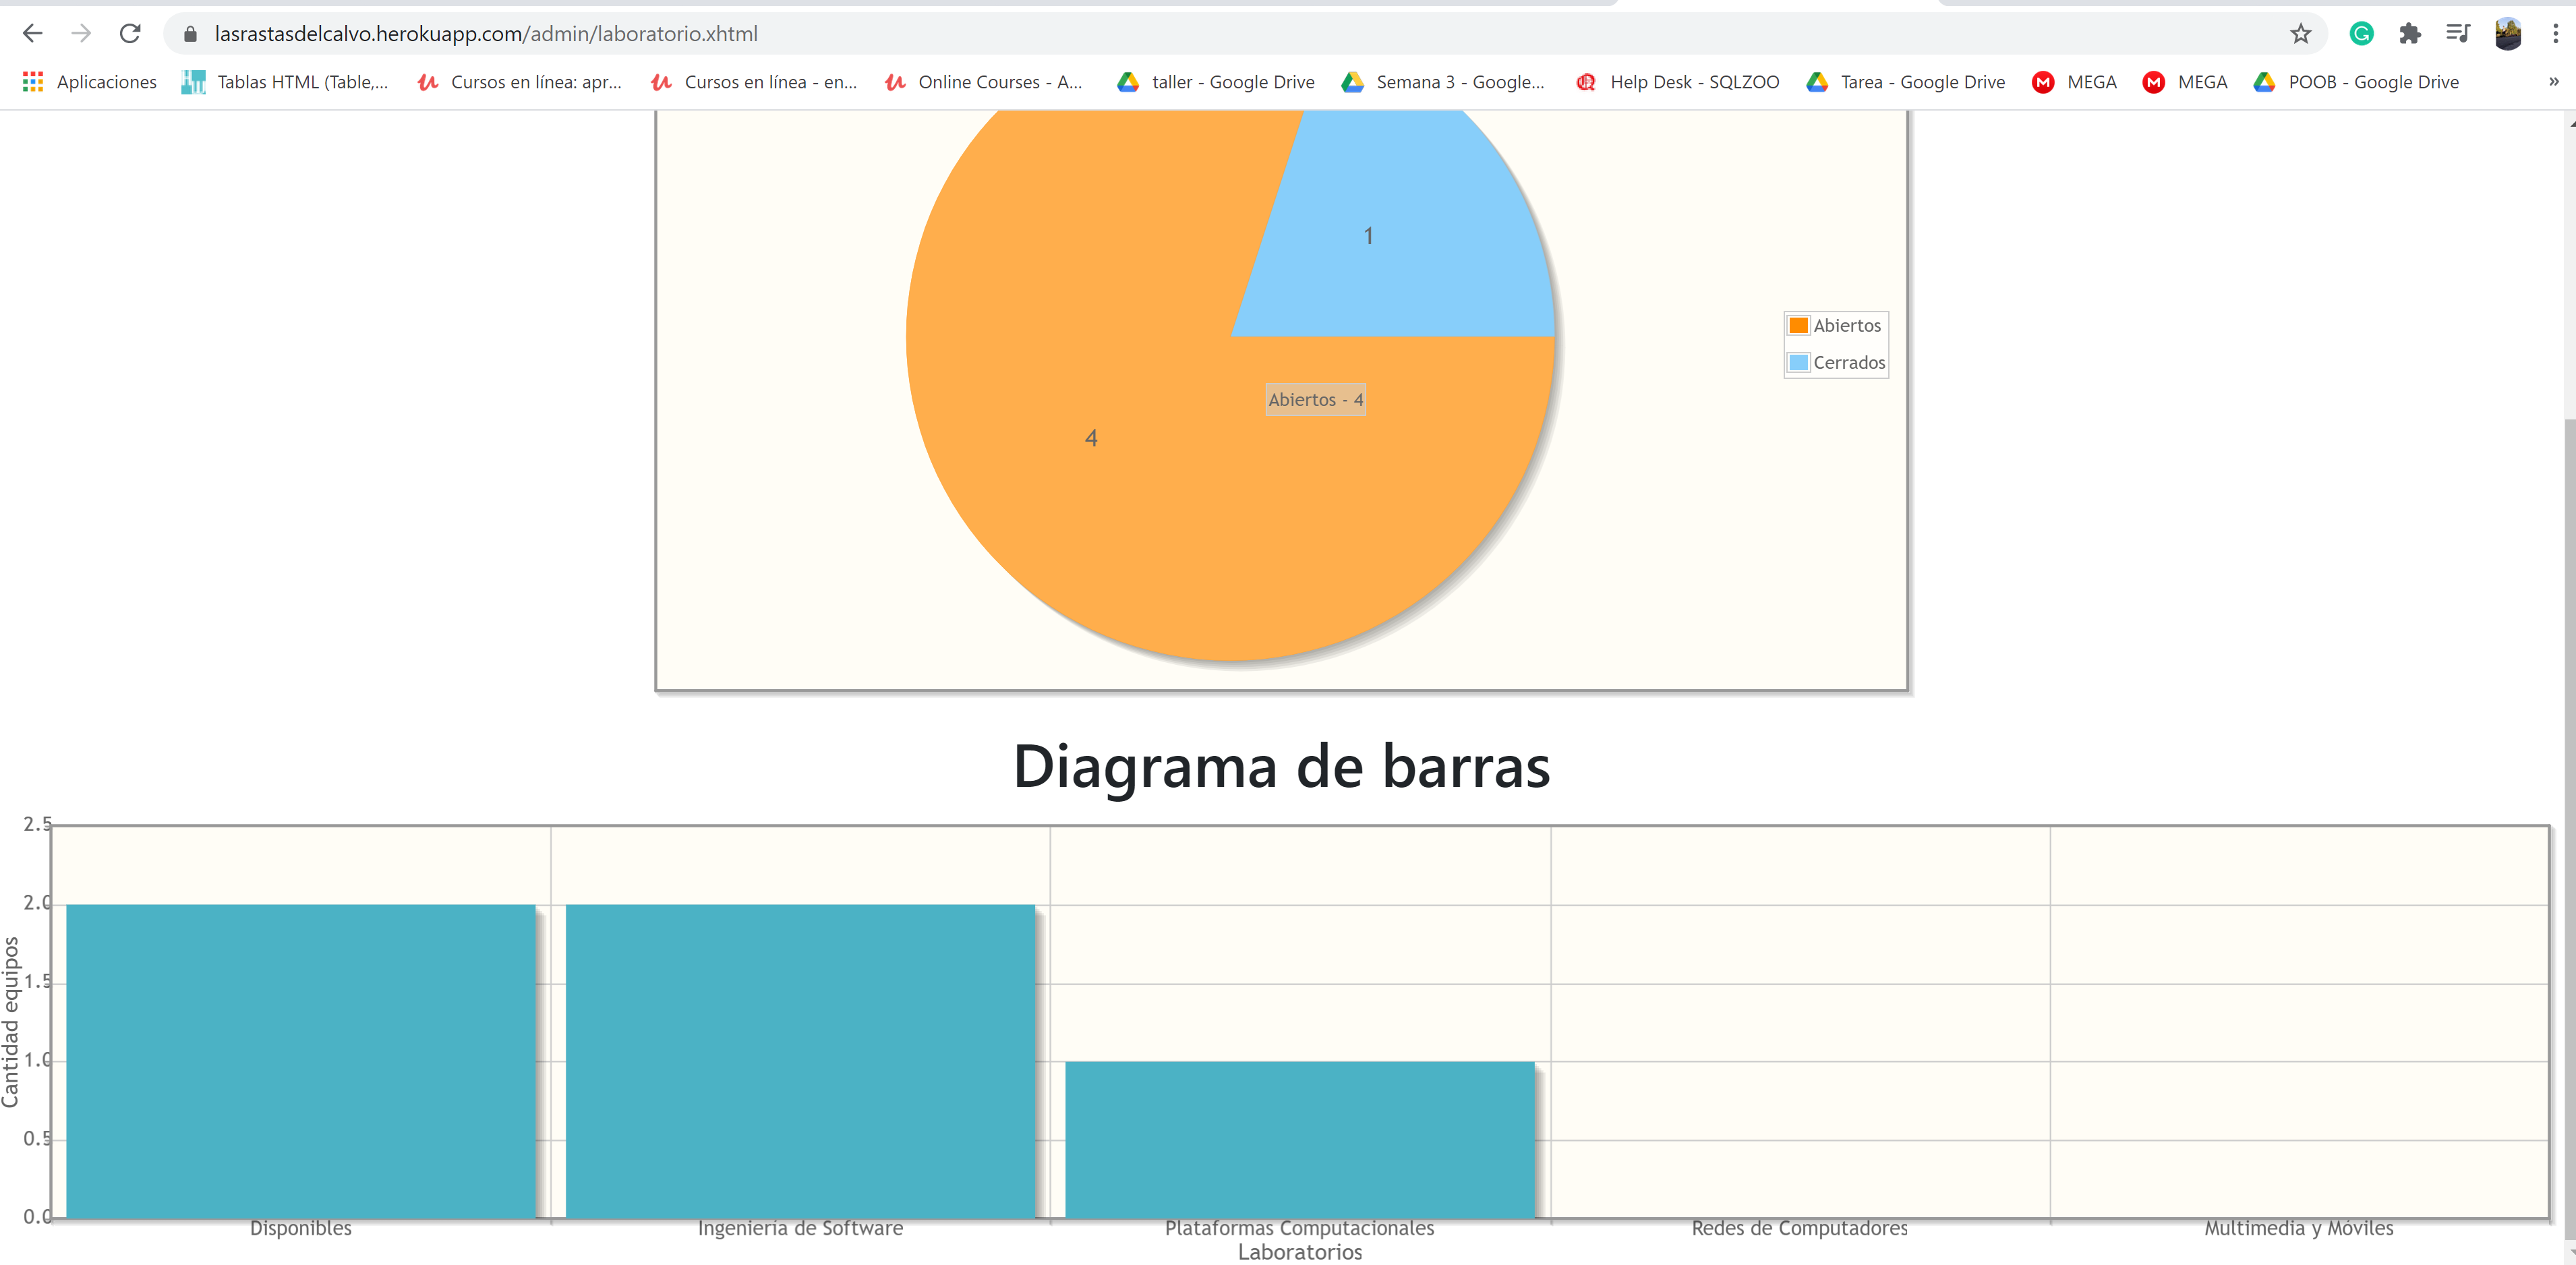 lasrastasdelcalvo.herokuapp.com/admin/laboratorio.xhtml
Aplicaciones Tablas HTML (Table,... Cursos en línea: apr... Cursos en línea - en... Online Courses - A... taller - Google Drive Semana 3 - Google... Help Desk - SQLZOO Tarea - Google Drive MEGA MEGA POOB - Google Drive »
1
Abiertos
Cerrados
Abiertos - 4
4
Diagrama de barras
2.5
2.0
1.5
1.0
0.5
0.0
Cantidad equipos
Disponibles Ingeniería de Software Plataformas Computacionales Redes de Computadores Multimedia y Móviles
Laboratorios